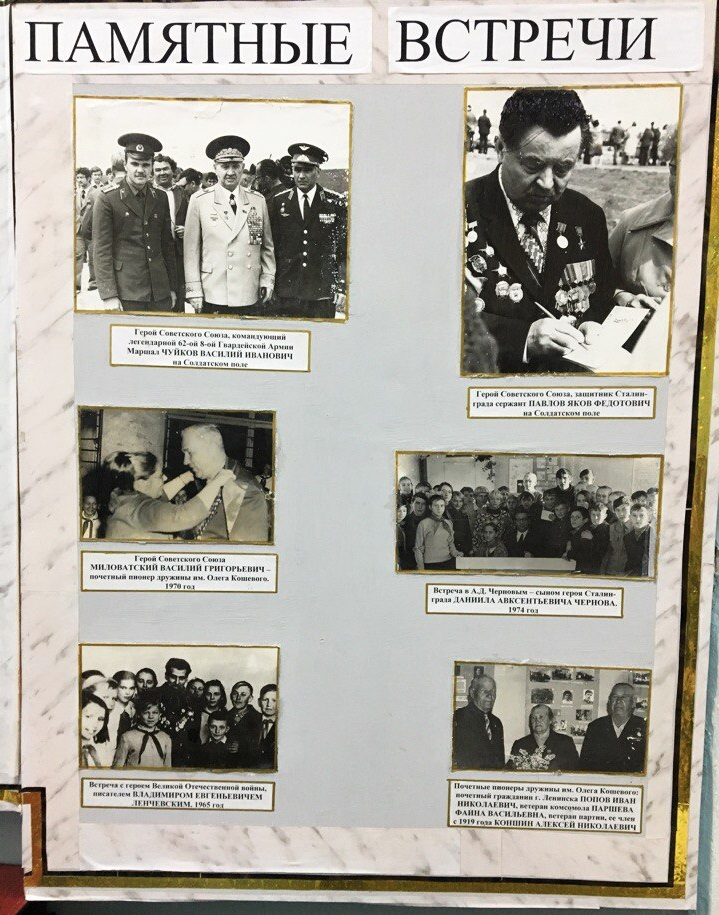 ПАМЯТНЫЕ ВСТРЕЧИ
Герой Советского Союза, командующий
легендарной 62-ой 8-ой Гвардейской Армии
Маршал ЧУЙКОВ ВАСИЛИЙ ИВАНОВИЧ
на Солдатском поле
Герой Советского Союза, защитник Сталин-
града сержант ПАВЛОВ ЯКОВ ФЕДОТОВИЧ
на Солдатском поле
Герой Советского Союза
МИЛОВАТСКИЙ ВАСИЛИЙ ГРИГОРЬЕВИЧ –
почетный пионер дружины им. Олега Кошевого.
1970 год
Встреча в А.Д. Черновым – сыном героя Сталин-
града ДАНИИЛА АВКСЕНТЬЕВИЧА ЧЕРНОВА.
1974 год
Встреча с героем Великой Отечественной войны,
писателем ВЛАДИМИРОМ ЕВГЕНЬЕВИЧЕМ
ЛЕНЧЕВСКИМ. 1965 год
Почетные пионеры дружины им. Олега Кошевого:
почетный гражданин г. Ленинска ПОПОВ ИВАН
НИКОЛАЕВИЧ, ветеран комсомола ПАРШЕВА
ФАИНА ВАСИЛЬЕВНА, ветеран партии, ее член
с 1919 года КОНШИН АЛЕКСЕЙ НИКОЛАЕВИЧ